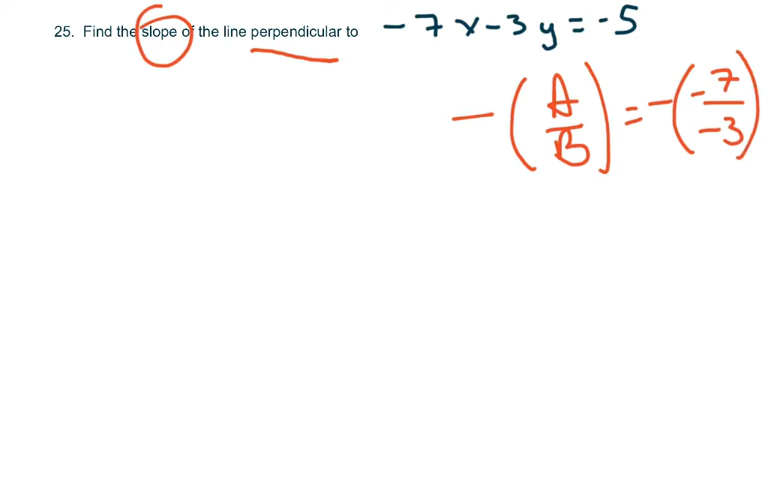 25. Find the slope of the line perpendicular to -7x-3y=-5
-(A/B)=-(-7/-3)